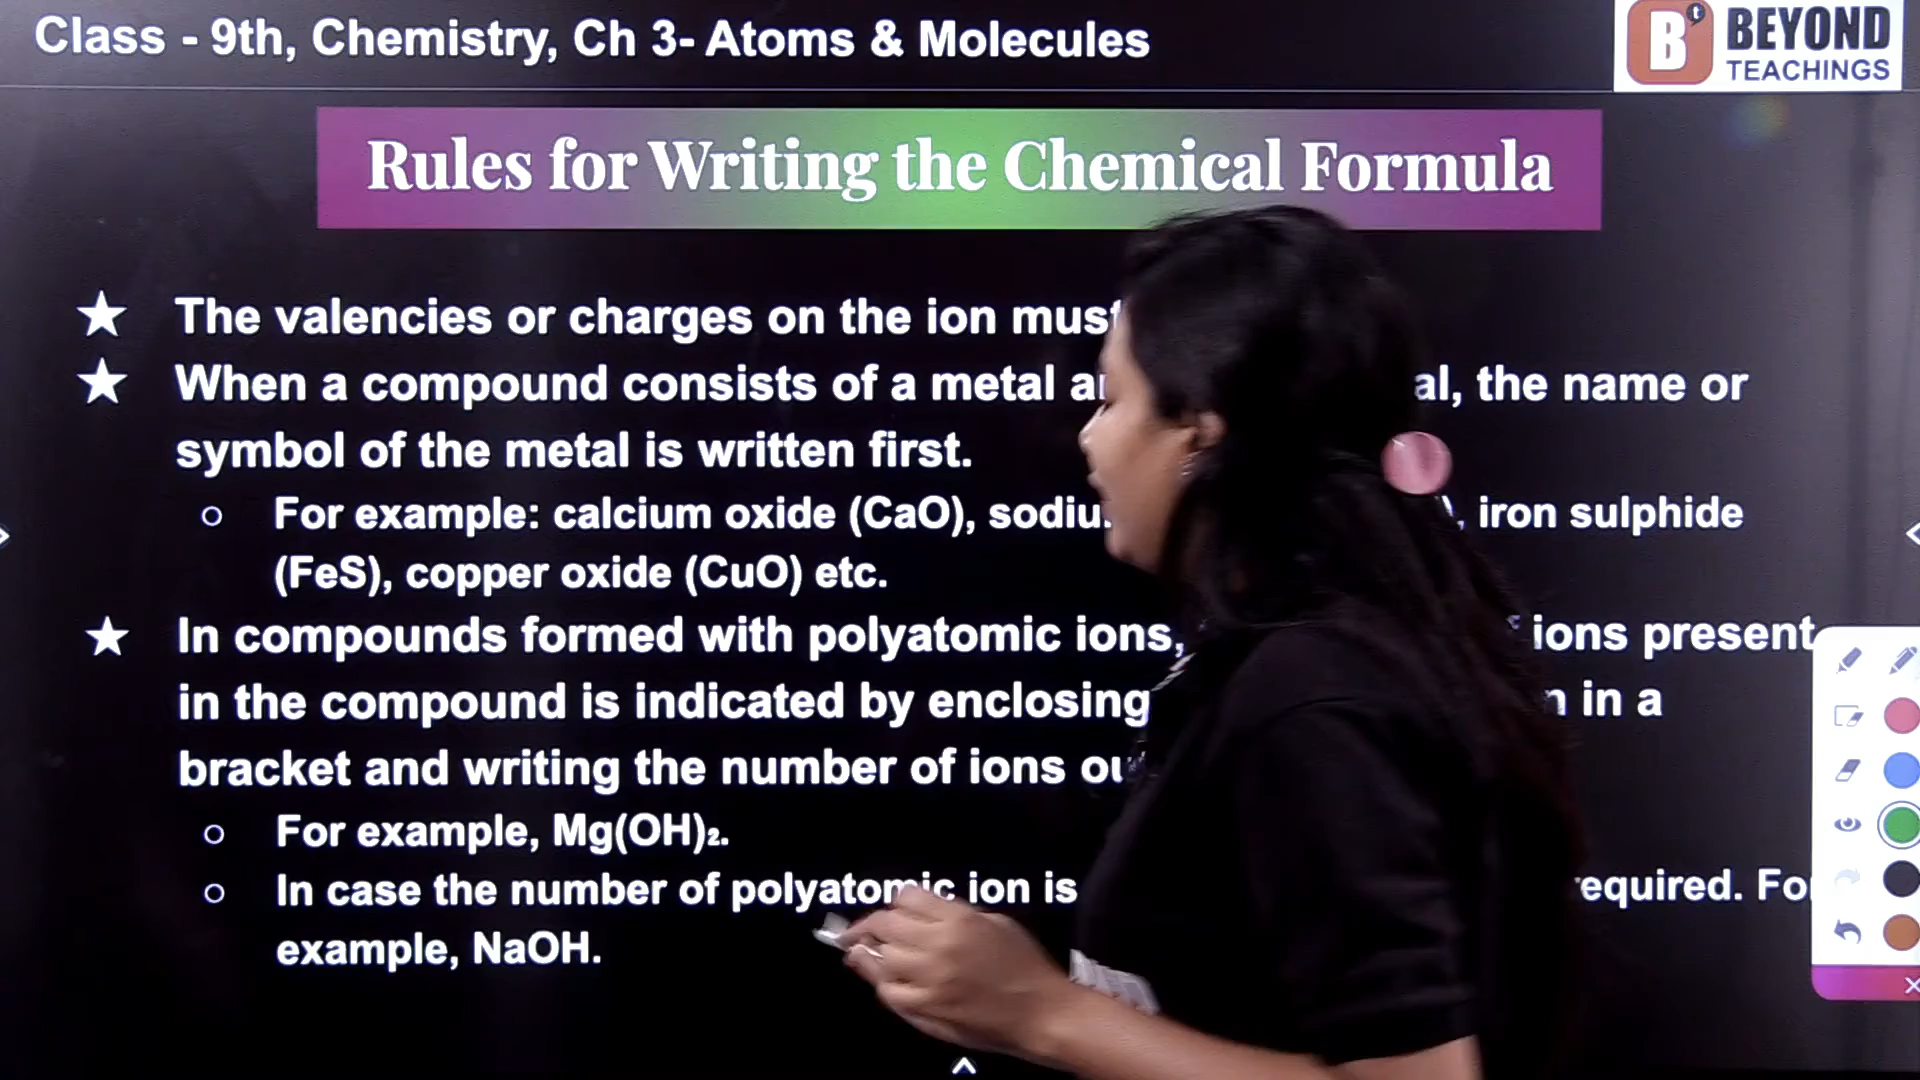 Class - 9th, Chemistry, Ch 3- Atoms & Molecules
BEYOND
TEACHINGS
Rules for Writing the Chemical Formula
★ The valencies or charges on the ion must
★ When a compound consists of a metal al, the name or
symbol of the metal is written first.
○ For example: calcium oxide (CaO), ), iron sulphide
(FeS), copper oxide (CuO) etc.
★ In compounds formed with polyatomic ions, ions present
in the compound is indicated by enclosing in a
bracket and writing the number of ions
○ For example, Mg(OH)₂.
○ In case the number of polyatomic ion is equired. For
example, NaOH.